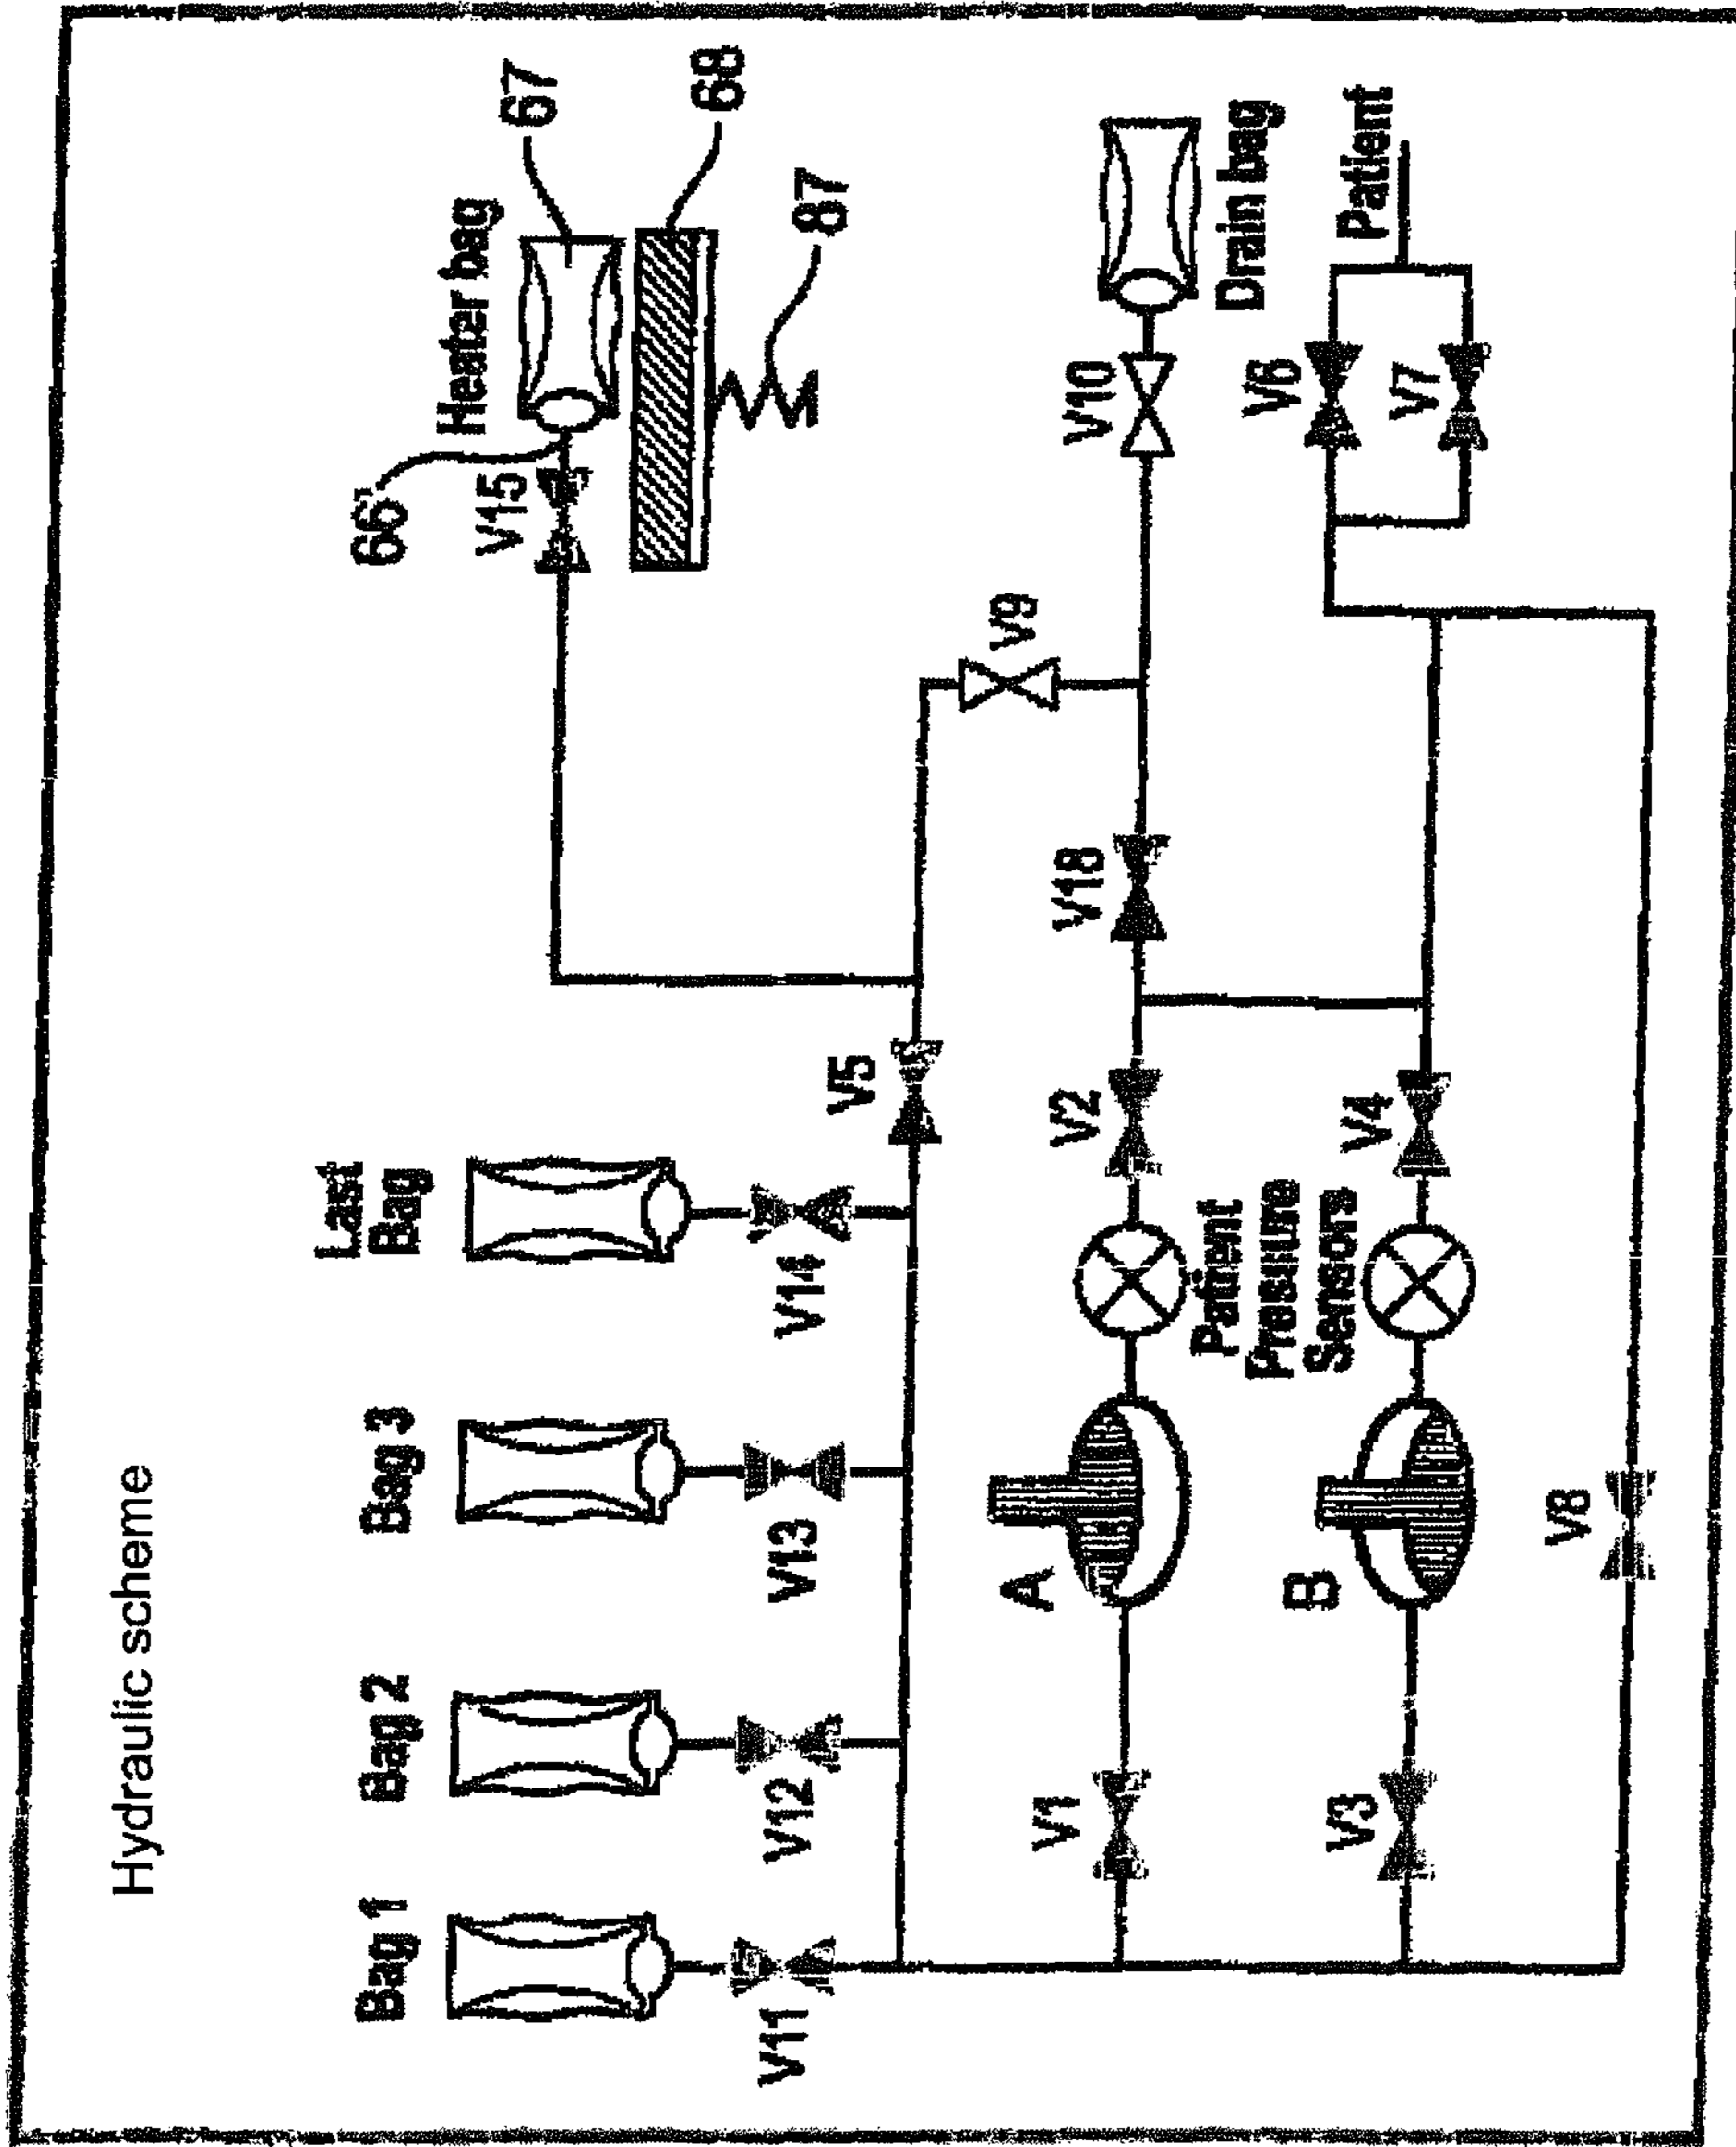 Hydraulic scheme
Bag 1
Bag 2
Bag 3
Last
Bag
66'
Heater bag
V15
67
68
87
V11
V12
V13
V14
V5
V9
A
V1
V2
V18
V10
Patient
Pressure
Sensors
Drain bag
B
V3
V4
V6
Patient
V7
V8